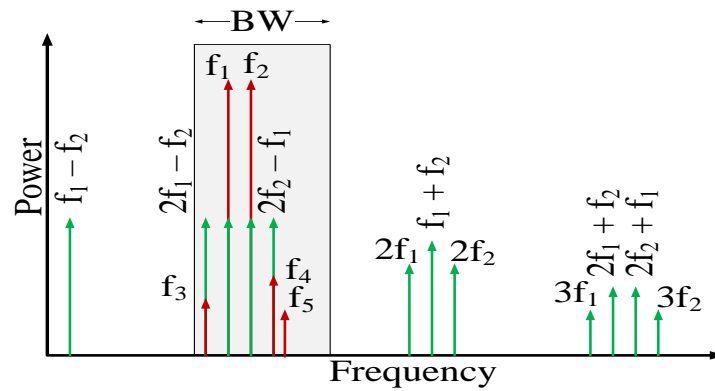 BW
f₁
f₂
Power
f₁ – f₂
2f₁ – f₂
2f₂ – f₁
f₃
f₄
f₅
2f₁
f₁ + f₂
2f₂
3f₁
2f₁ + f₂
2f₂ + f₁
3f₂
Frequency